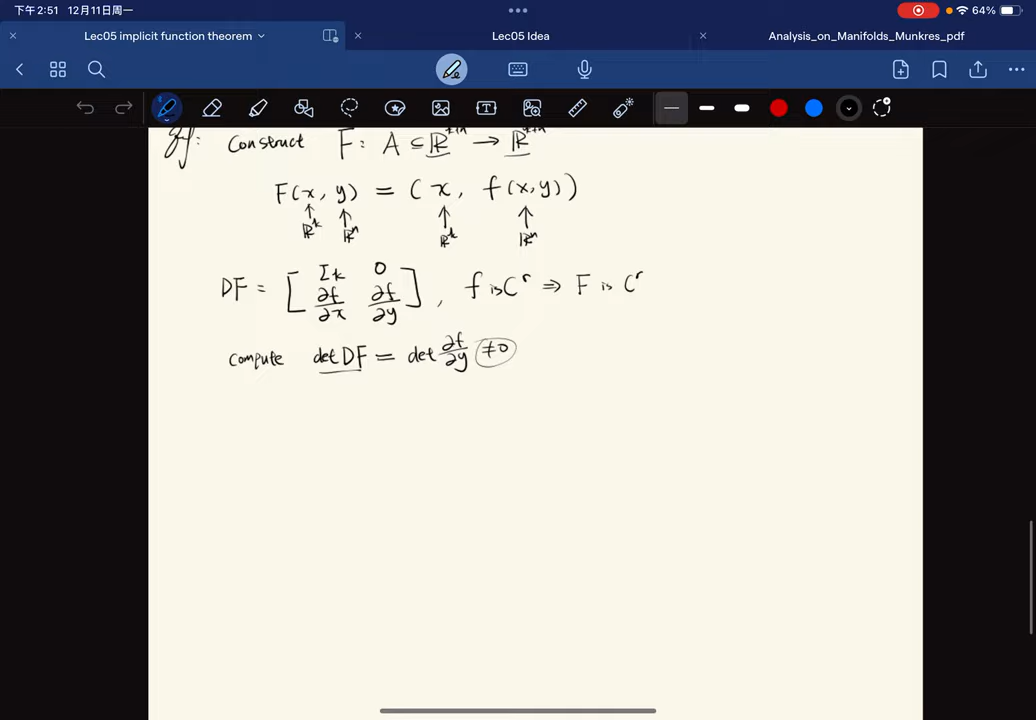 下午2:51 12月11日周一
64%
Lec05 implicit function theorem
Lec05 Idea
Analysis_on_Manifolds_Munkres_pdf
Pf: Construct F: A ⊆ ℝ^{k+n} → ℝ^{k+n}
F(x, y) = (x, f(x,y))
↑ ↑ ↑ ↑
ℝ^k ℝ^n ℝ^k ℝ^n
DF = [ I_k 0 ; ∂f/∂x ∂f/∂y ], f is C^r ⇒ F is C^r
compute det DF = det ∂f/∂y ≠0